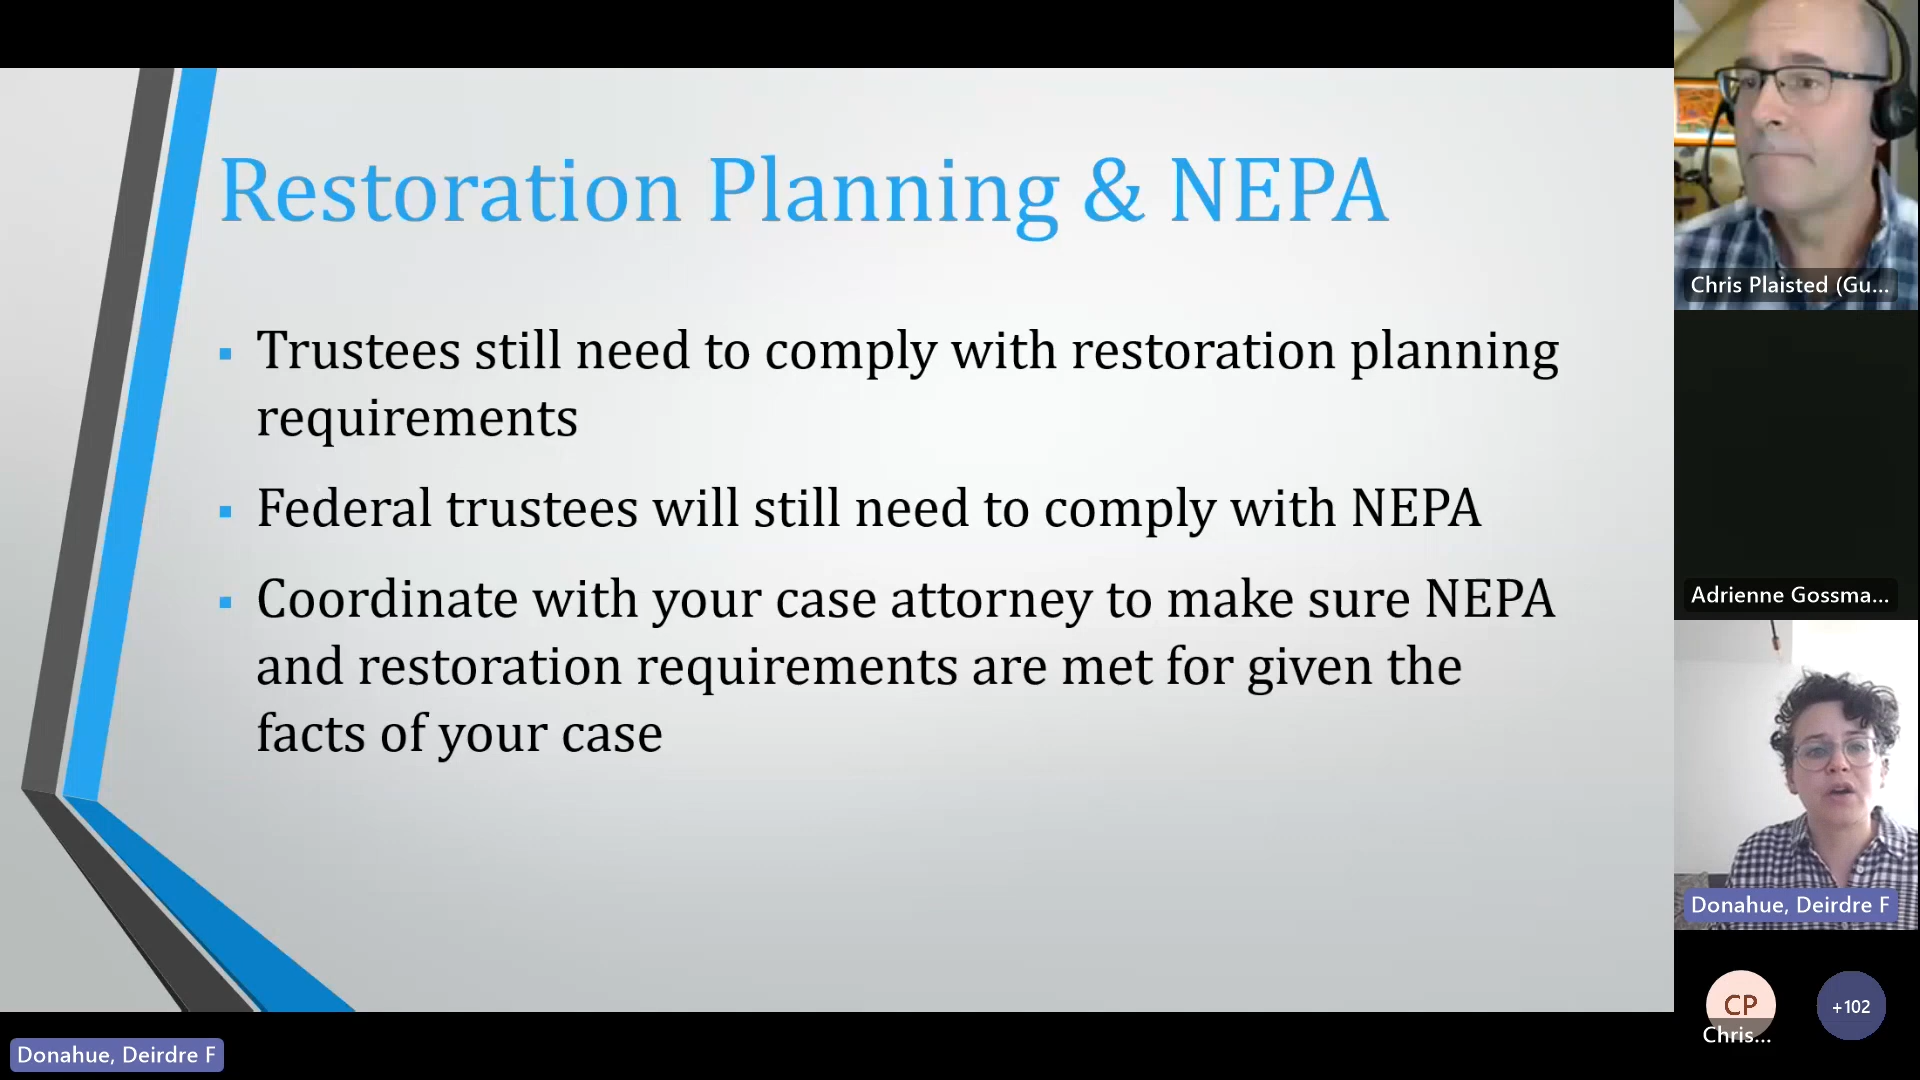 Restoration Planning & NEPA
▪ Trustees still need to comply with restoration planning
requirements
▪ Federal trustees will still need to comply with NEPA
▪ Coordinate with your case attorney to make sure NEPA
and restoration requirements are met for given the
facts of your case
Chris Plaisted (Gu...
Adrienne Gossma...
Donahue, Deirdre F
CP
Chris...
+102
Donahue, Deirdre F